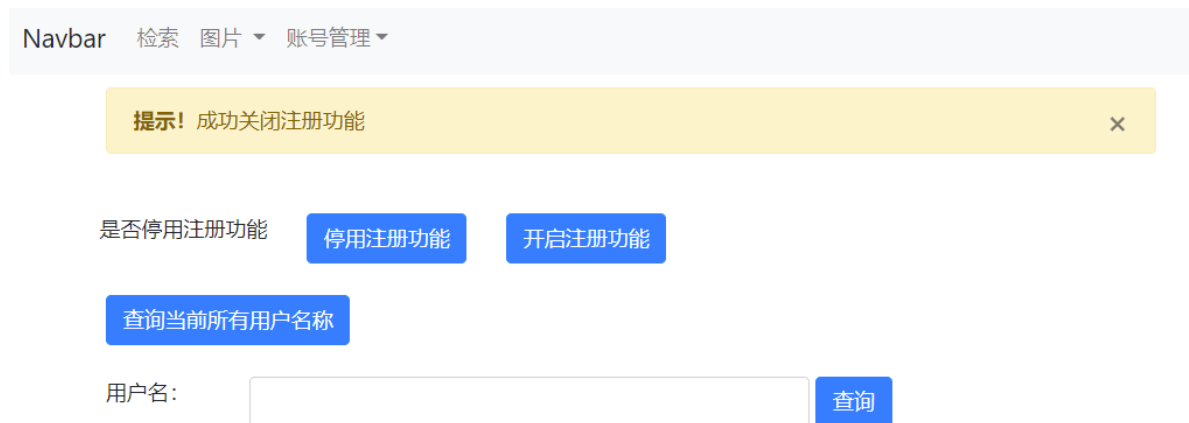 Navbar 检索 图片 账号管理
提示！成功关闭注册功能 ×
是否停用注册功能 停用注册功能 开启注册功能
查询当前所有用户名称
用户名： 查询